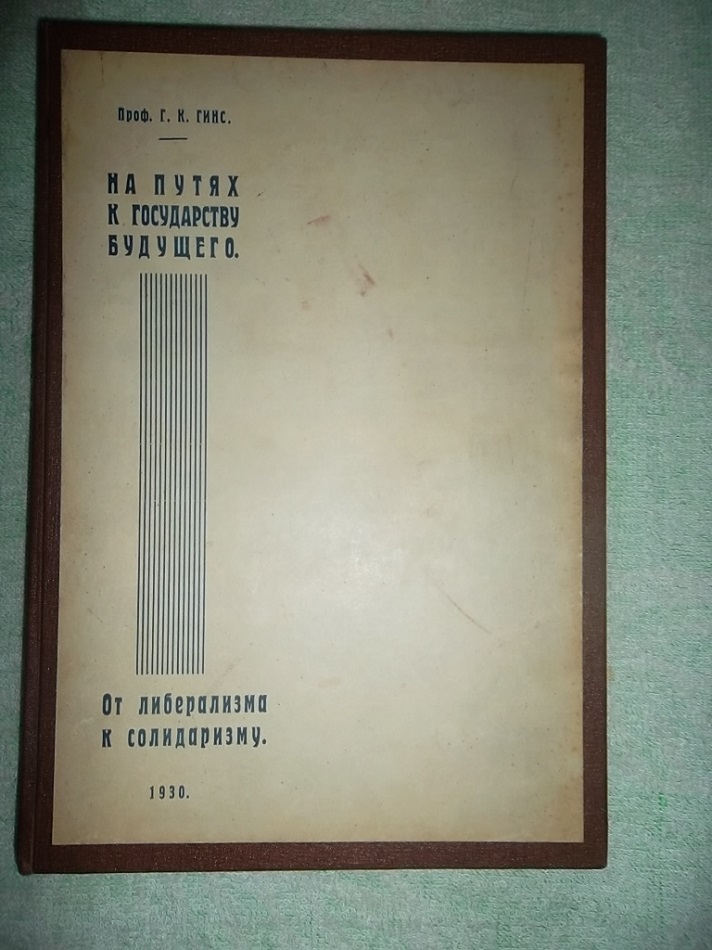 Проф. Г. К. ГИНС.
НА ПУТЯХ
К ГОСУДАРСТВУ
БУДУЩЕГО.
От либерализма
к солидаризму.
1930.